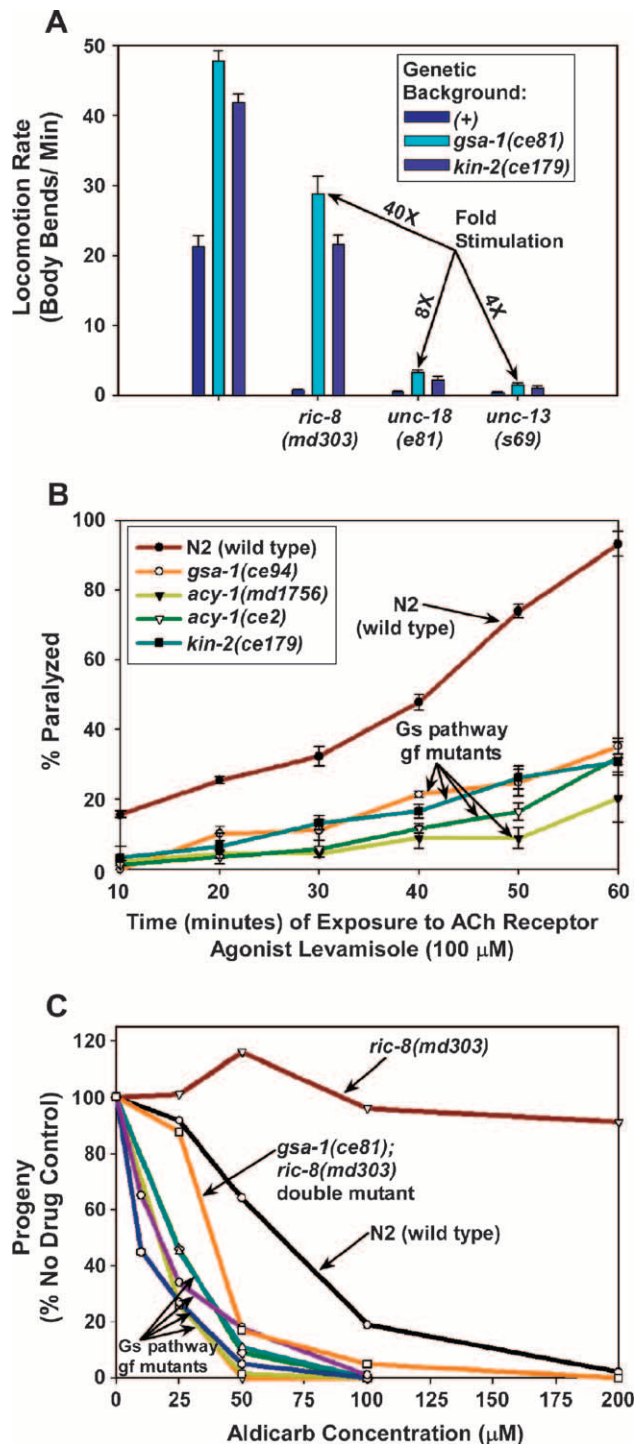 A
Locomotion Rate
(Body Bends/ Min)
50
40
30
20
10
0
Genetic
Background:
(+)
gsa-1(ce81)
kin-2(ce179)
40X
Fold
Stimulation
8X
4X
ric-8
(md303)
unc-18
(e81)
unc-13
(s69)
B
% Paralyzed
100
80
60
40
20
0
N2 (wild type)
gsa-1(ce94)
acy-1(md1756)
acy-1(ce2)
kin-2(ce179)
N2
(wild type)
Gs pathway
gf mutants
10 20 30 40 50 60
Time (minutes) of Exposure to ACh Receptor
Agonist Levamisole (100 µM)
C
Progeny
(% No Drug Control)
120
100
80
60
40
20
0
ric-8(md303)
gsa-1(ce81);
ric-8(md303)
double mutant
N2 (wild type)
Gs pathway
gf mutants
0 25 50 75 100 125 150 175 200
Aldicarb Concentration (µM)